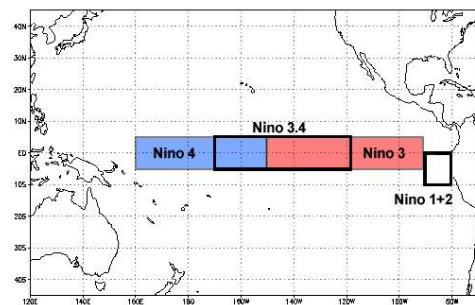 40N
30N
20N
Nino 3.4
10N
Nino 4
Nino 3
EQ
10S
Nino 1+2
20S
30S
40S
120E
140E
160E
180
160W
140W
120W
100W
80W